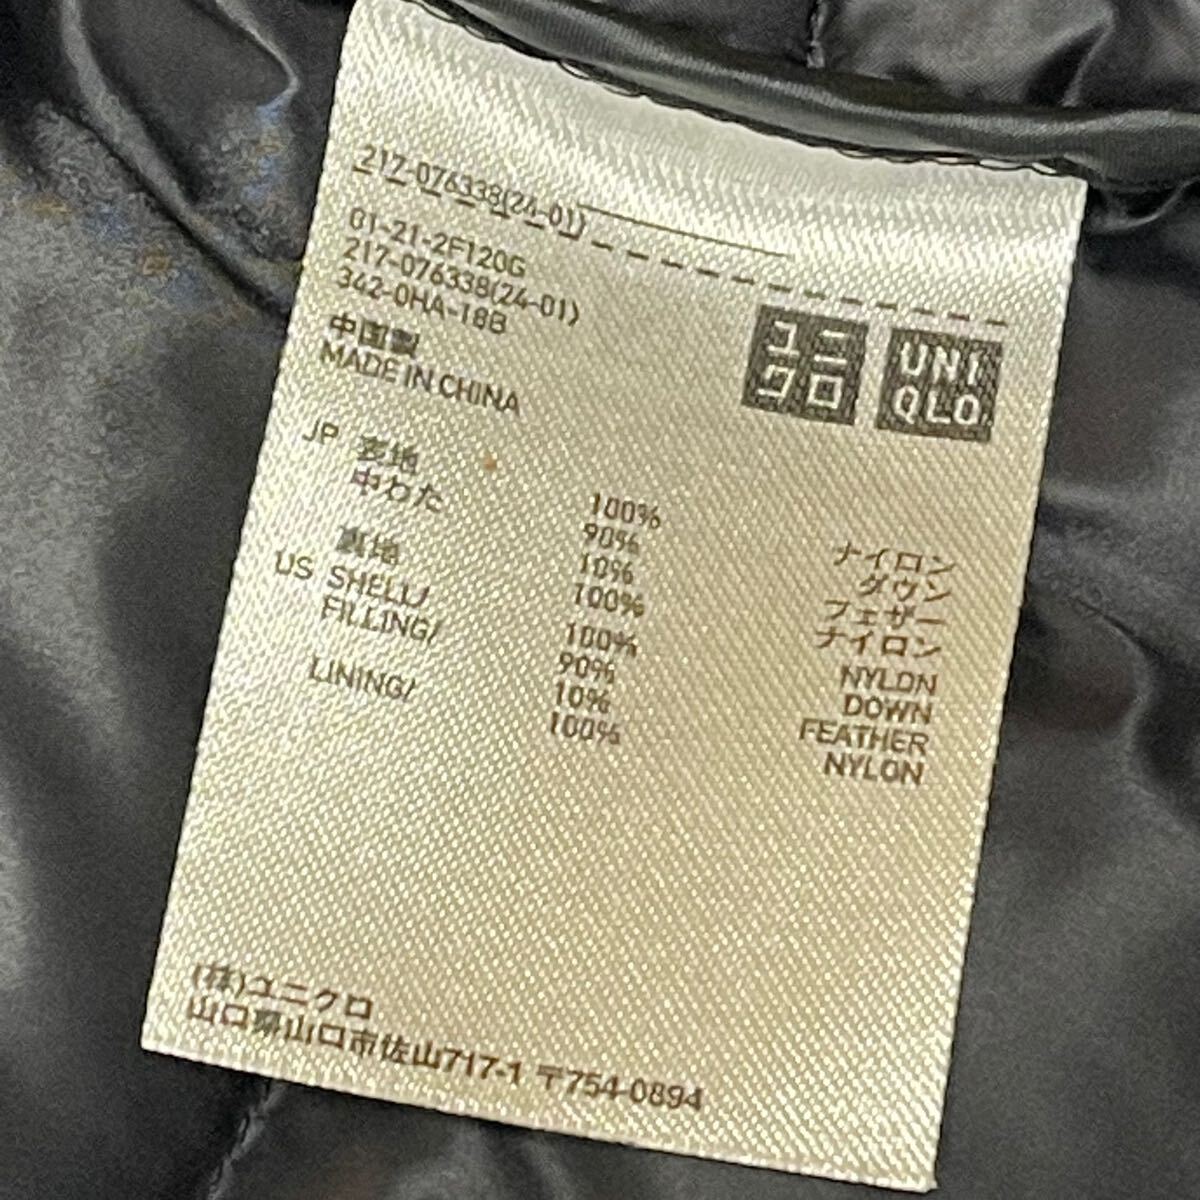 217-076338(24-01)
01-21-2F120G
217-076338(24-01)
342-0HA-18B
中国製
MADE IN CHINA
ユニ
クロ
UNI
QLO
JP 表地 100% ナイロン
中わた 90% ダウン
10% フェザー
裏地 100% ナイロン
US SHELL/ 100% NYLON
FILLING/ 90% DOWN
10% FEATHER
LINING/ 100% NYLON
(株)ユニクロ
山口県山口市佐山717-1 〒754-0894